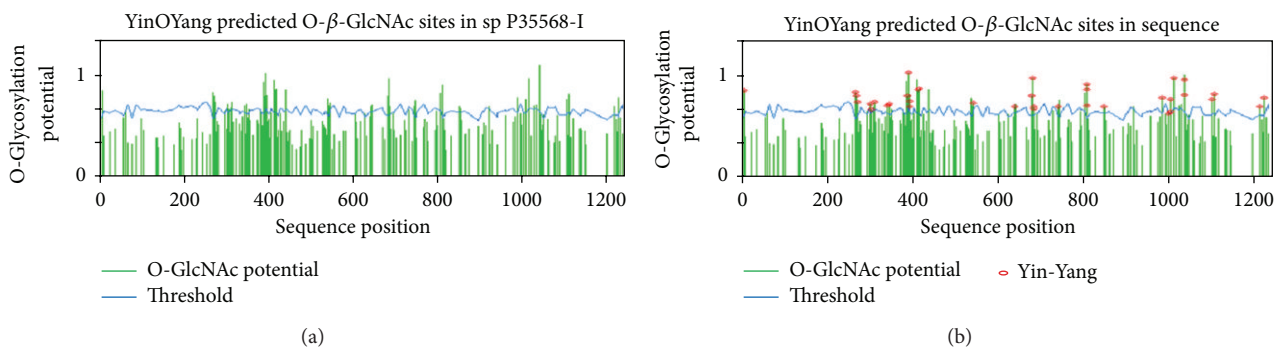 YinOYang predicted O-β-GlcNAc sites in sp P35568-I
O-Glycosylation
potential
1
0
0
200
400
600
800
1000
1200
Sequence position
O-GlcNAc potential
Threshold
(a)
YinOYang predicted O-β-GlcNAc sites in sequence
O-Glycosylation
potential
1
0
0
200
400
600
800
1000
1200
Sequence position
O-GlcNAc potential
Yin-Yang
Threshold
(b)